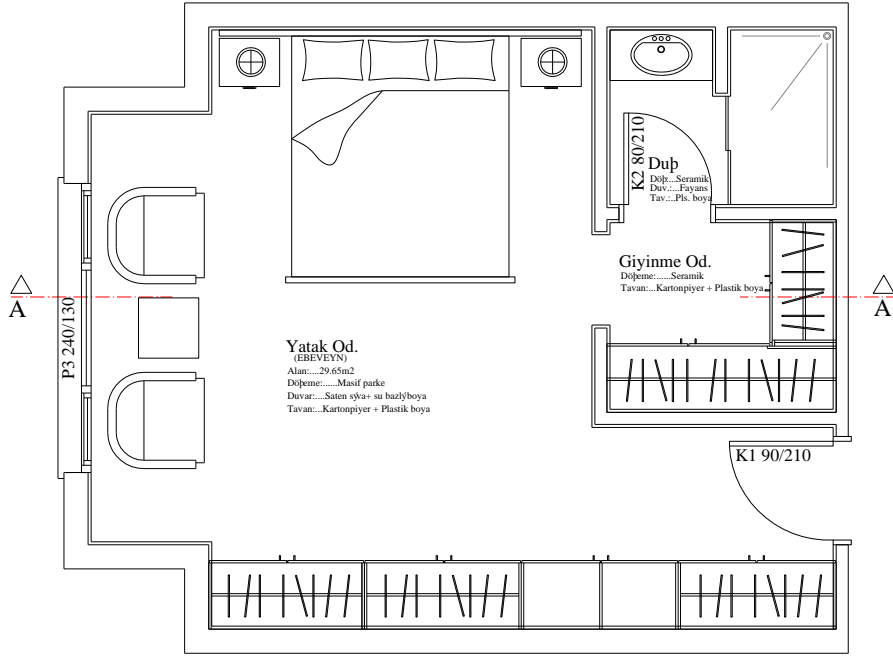 K2 80/210
Duþ
Döþ:...Seramik
Duv.:...Fayans
Tav.:..Pls. boya
Giyinme Od.
Döþeme:......Seramik
Tavan:...Kartonpiyer + Plastik boya
A
A
P3 240/130
Yatak Od.
(EBEVEYN)
Alan:....29.65m2
Döþeme:......Masif parke
Duvar:....Saten sýva+ su bazlýboya
Tavan:...Kartonpiyer + Plastik boya
K1 90/210